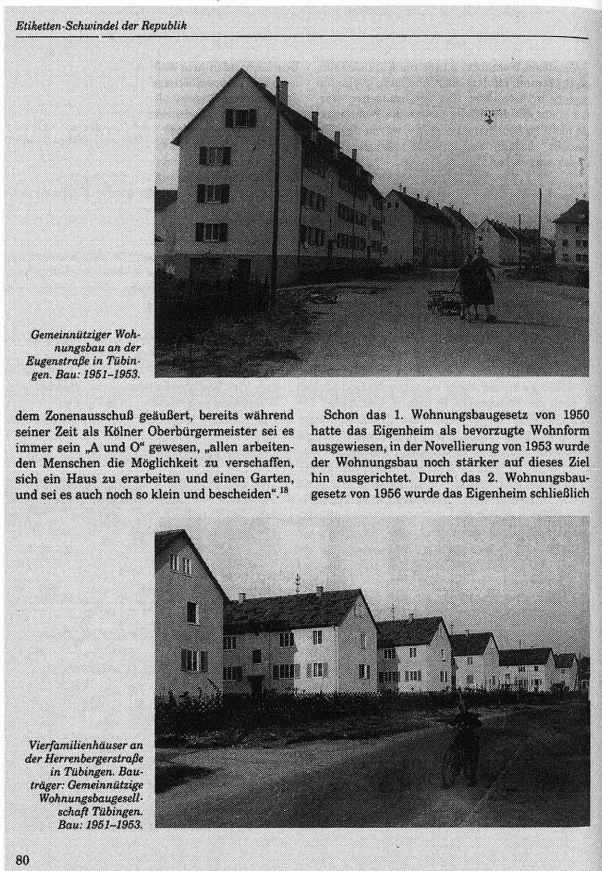 Etiketten-Schwindel der Republik
Gemeinnütziger Woh-
nungsbau an der
Eugenstraße in Tübin-
gen. Bau: 1951–1953.
dem Zonenausschuß geäußert, bereits während
seiner Zeit als Kölner Oberbürgermeister sei es
immer sein „A und O“ gewesen, „allen arbeiten-
den Menschen die Möglichkeit zu verschaffen,
sich ein Haus zu erarbeiten und einen Garten,
und sei es auch noch so klein und bescheiden“.18
Schon das 1. Wohnungsbaugesetz von 1950
hatte das Eigenheim als bevorzugte Wohnform
ausgewiesen, in der Novellierung von 1953 wurde
der Wohnungsbau noch stärker auf dieses Ziel
hin ausgerichtet. Durch das 2. Wohnungsbau-
gesetz von 1956 wurde das Eigenheim schließlich
Vierfamilienhäuser an
der Herrenbergerstraße
in Tübingen. Bau-
träger: Gemeinnützige
Wohnungsbaugesell-
schaft Tübingen.
Bau: 1951–1953.
80